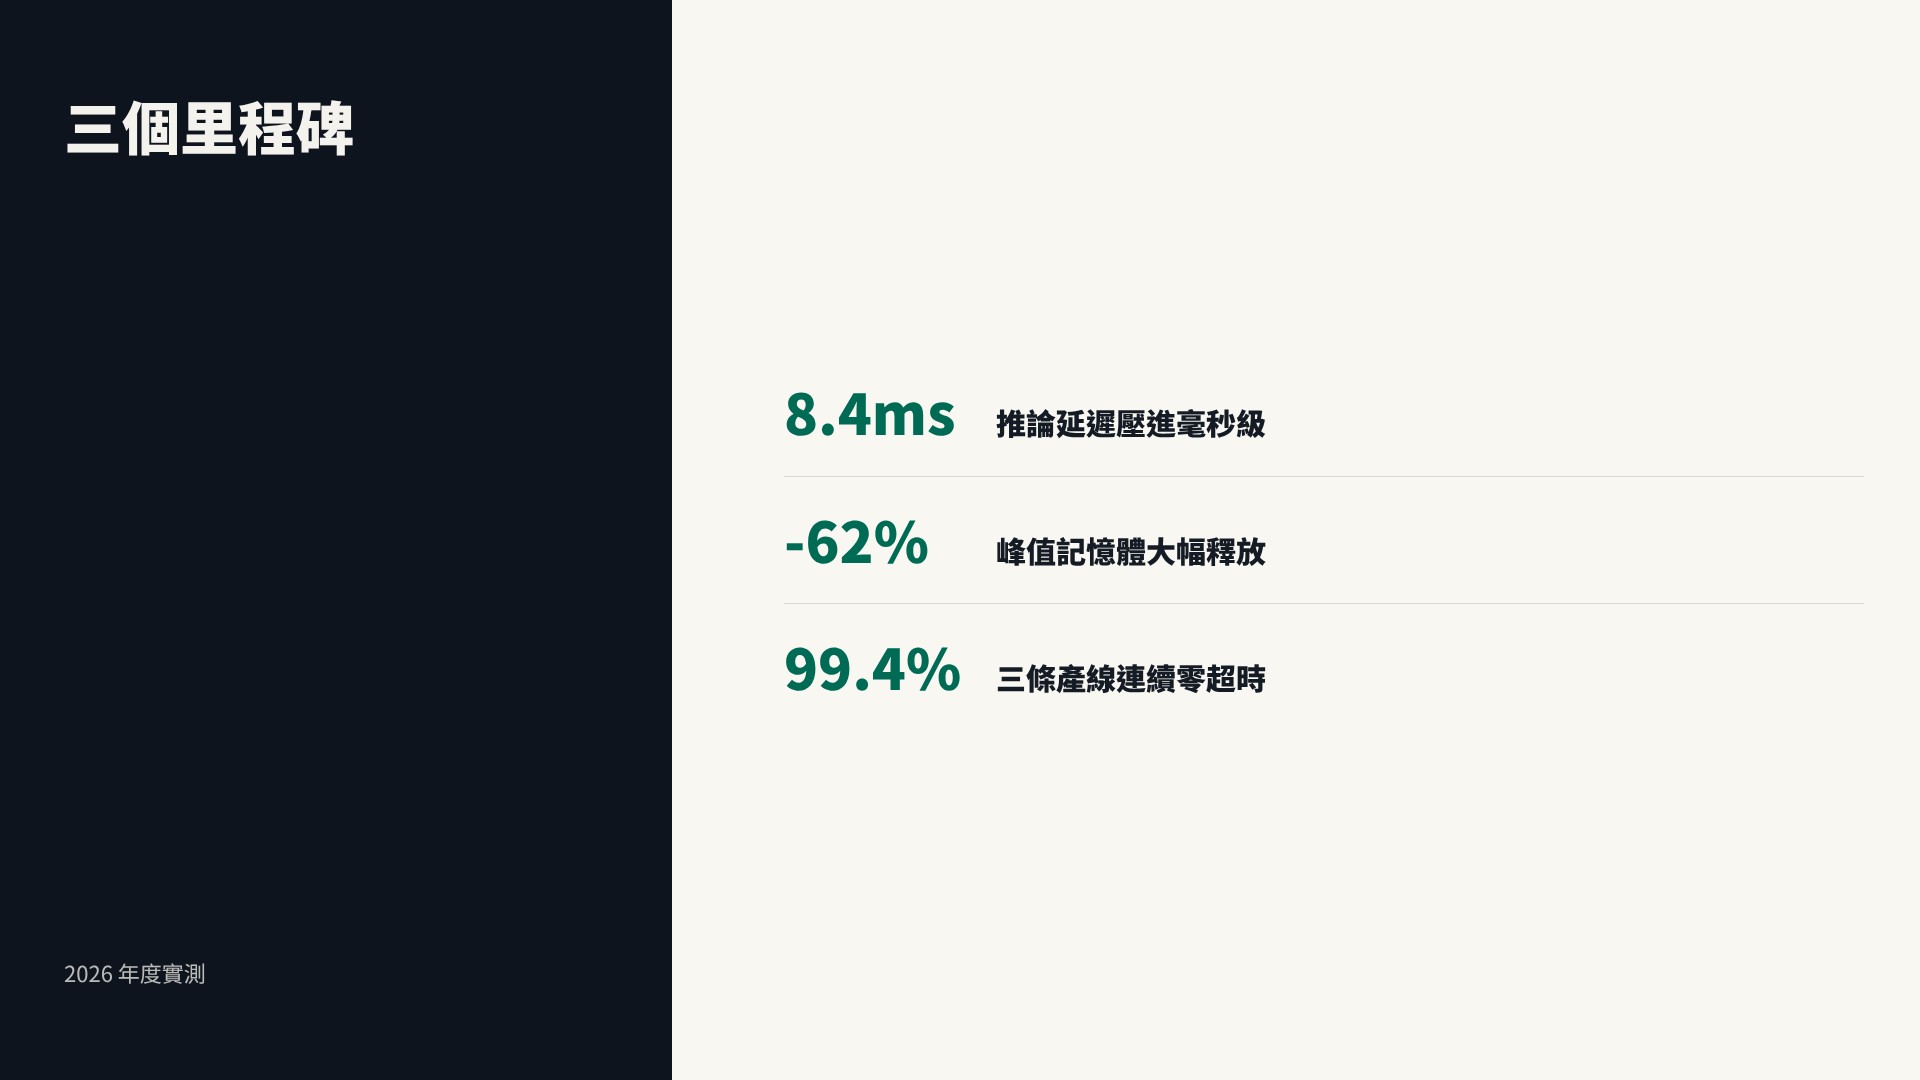 三個里程碑
2026 年度實測
8.4ms 推論延遲壓進毫秒級
-62% 峰值記憶體大幅釋放
99.4% 三條產線連續零超時